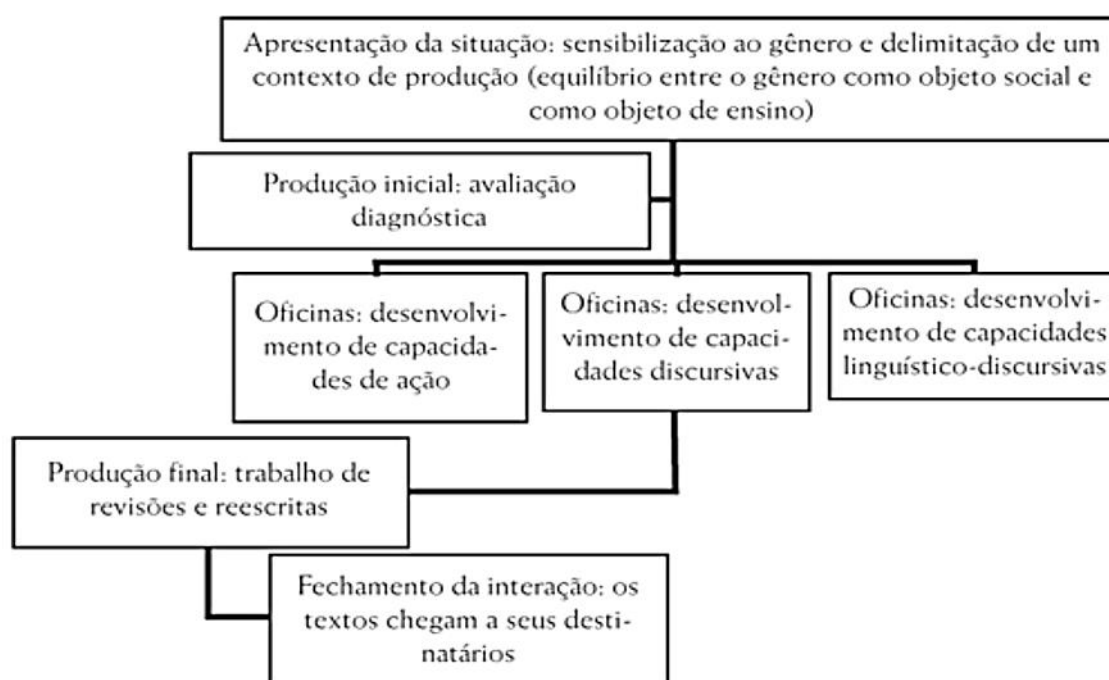 Apresentação da situação: sensibilização ao gênero e delimitação de um
contexto de produção (equilíbrio entre o gênero como objeto social e
como objeto de ensino)
Produção inicial: avaliação
diagnóstica
Oficinas: desenvolvi-
mento de capacida-
des de ação
Oficinas: desenvol-
vimento de capaci-
dades discursivas
Oficinas: desenvolvi-
mento de capacidades
linguístico-discursivas
Produção final: trabalho de
revisões e reescritas
Fechamento da interação: os
textos chegam a seus desti-
natários